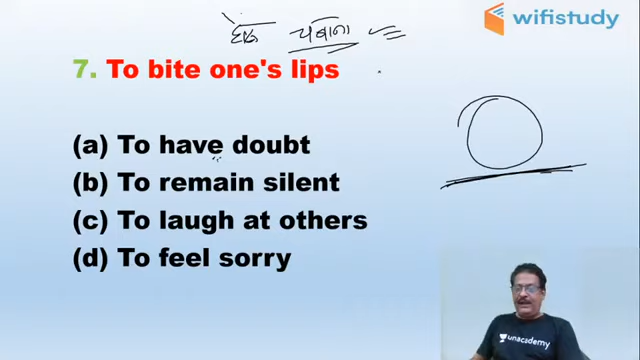 wifistudy
चबाना
7. To bite one's lips
(a) To have doubt
(b) To remain silent
(c) To laugh at others
(d) To feel sorry
unacademy